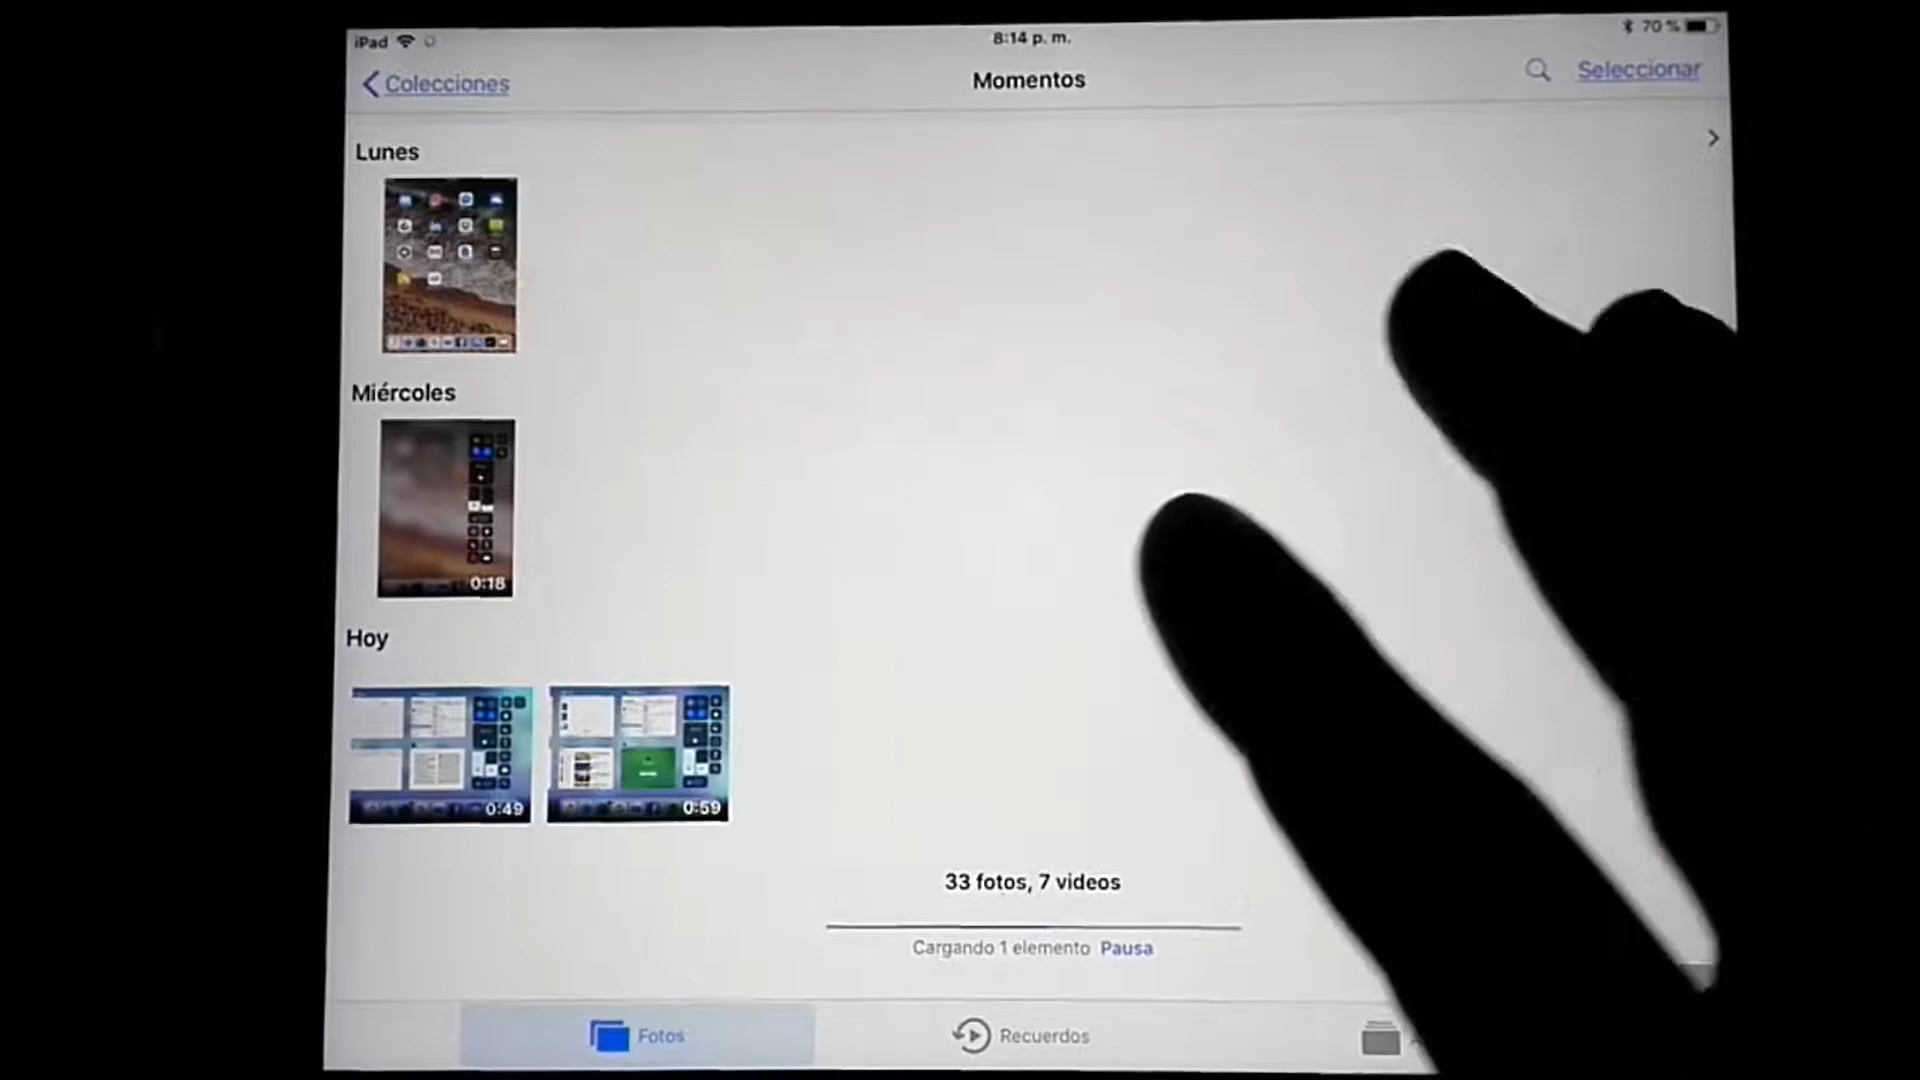 iPad
8:14 p. m.
70 %
Colecciones
Momentos
Seleccionar
Lunes
Miércoles
0:18
Hoy
0:49
0:59
33 fotos, 7 videos
Cargando 1 elemento Pausa
Fotos
Recuerdos